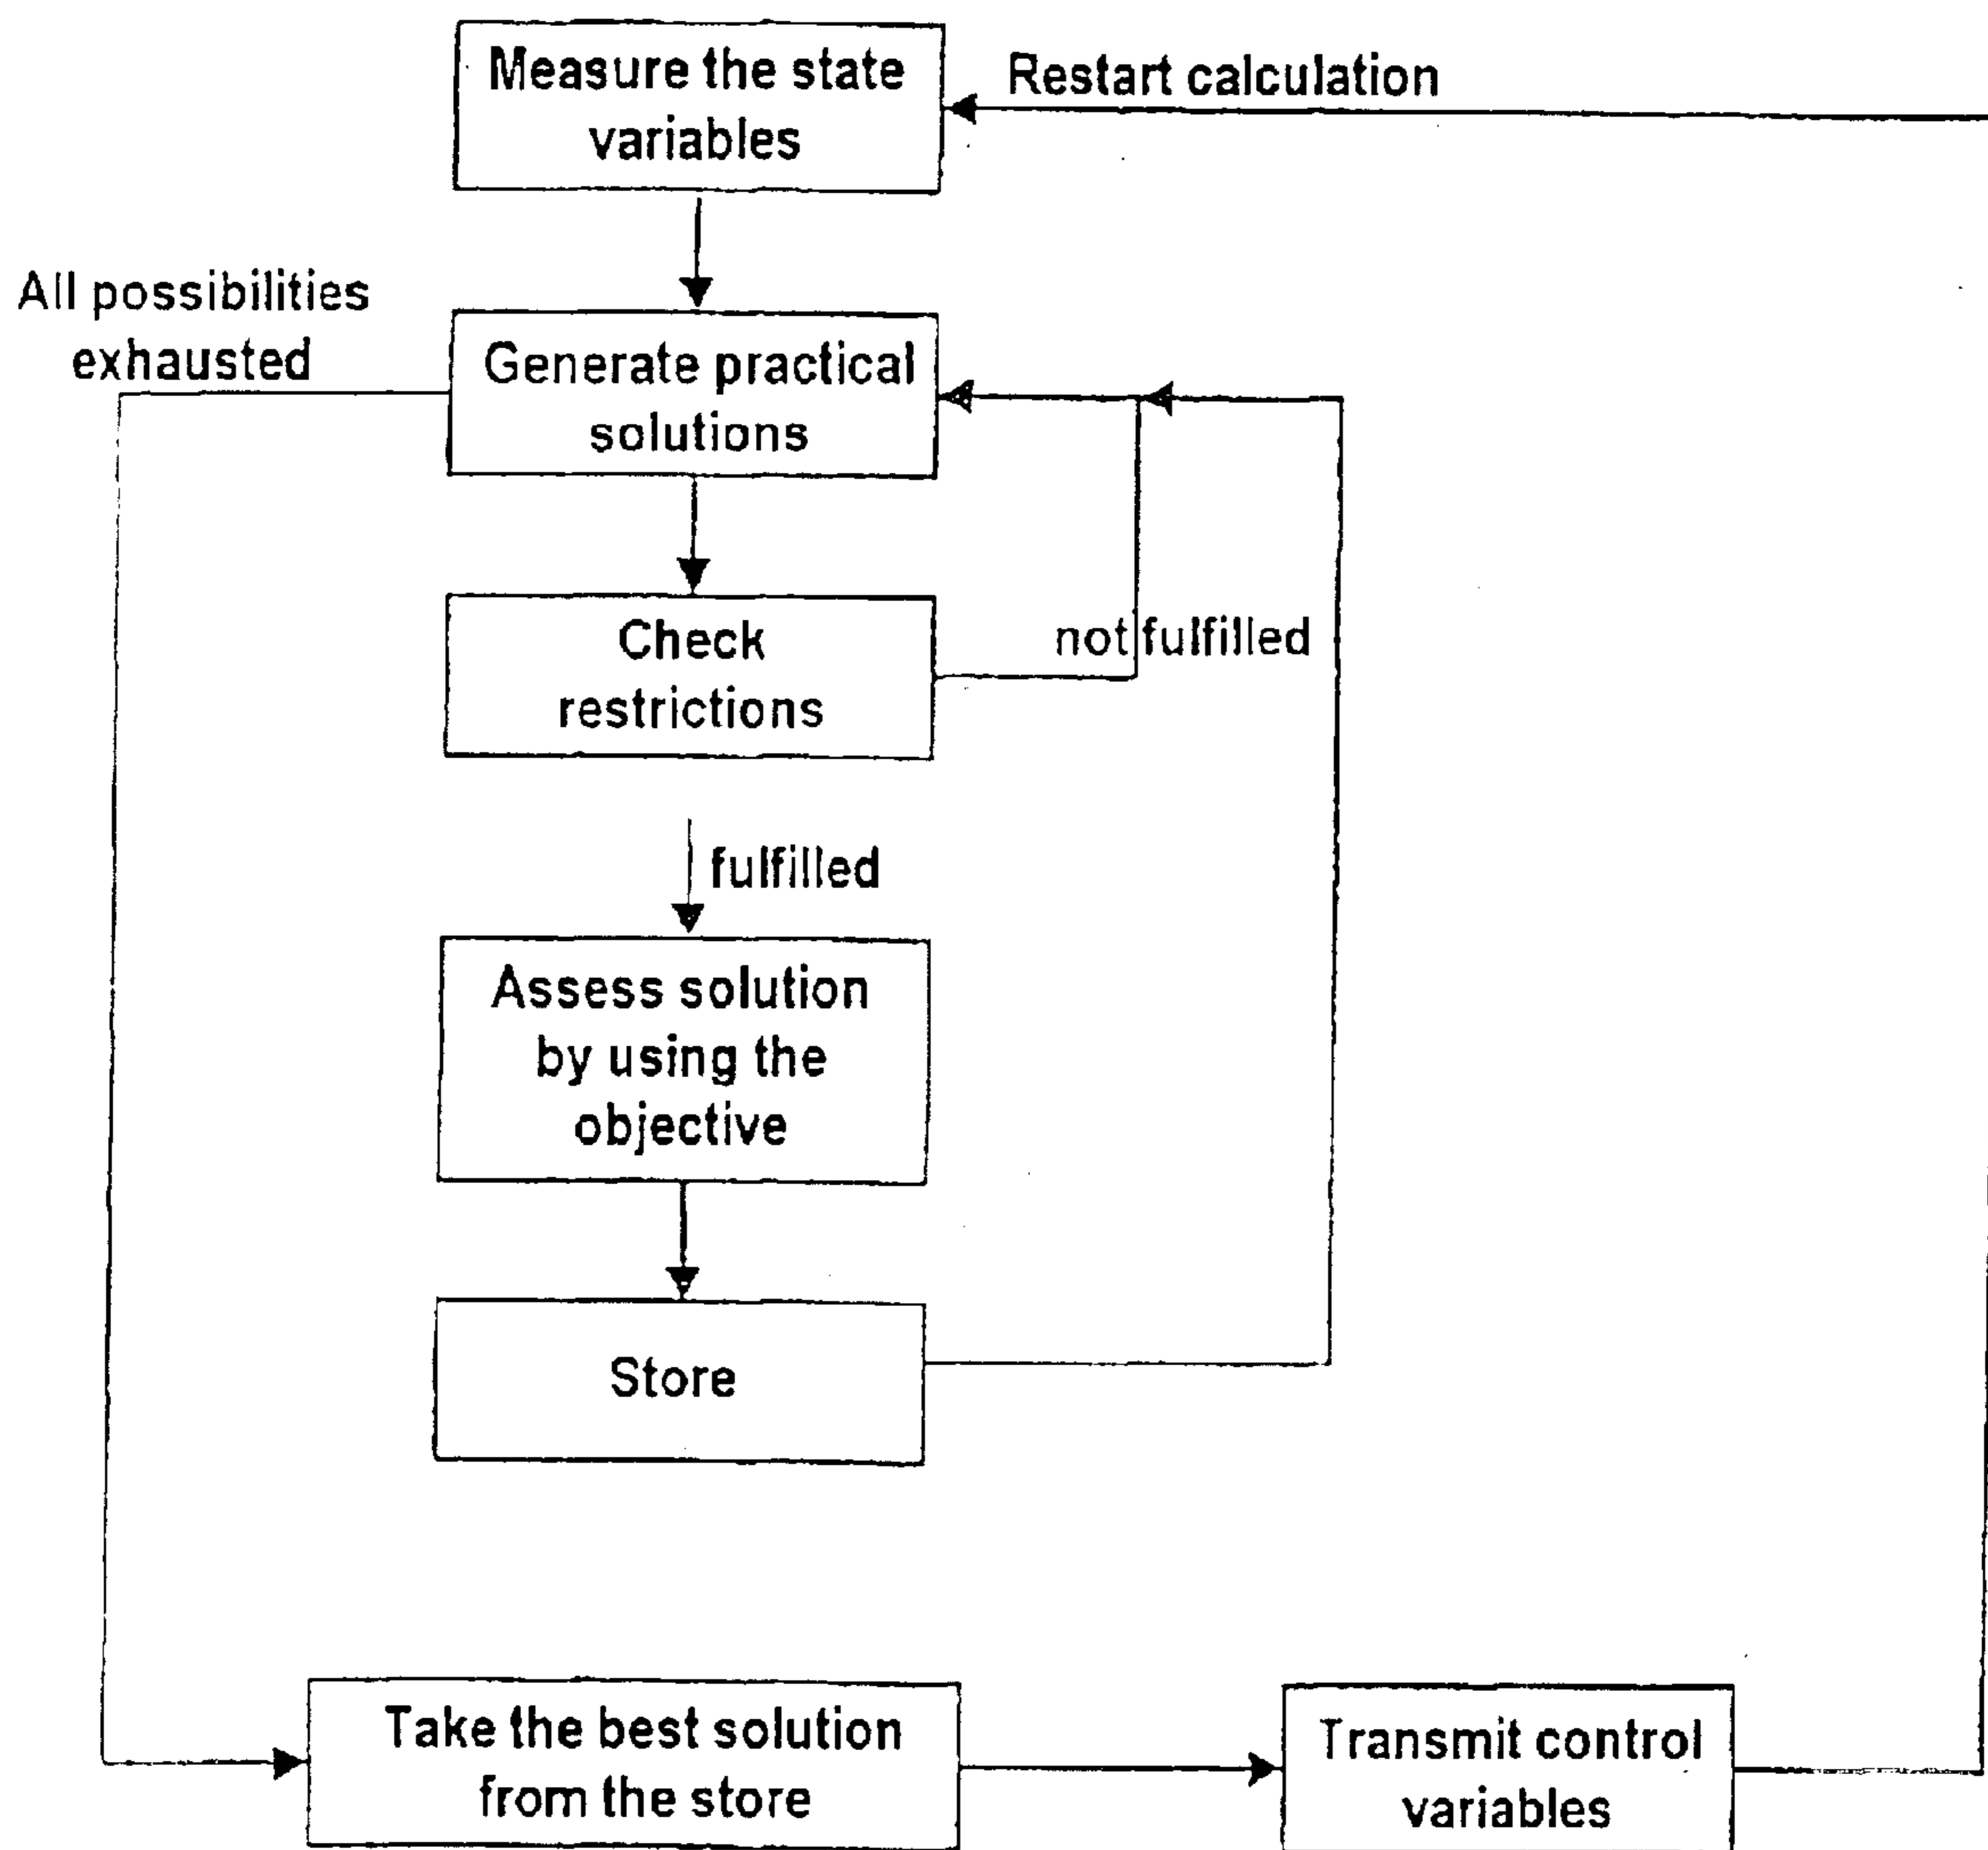 Measure the state
variables
Restart calculation
All possibilities
exhausted
Generate practical
solutions
Check
restrictions
not fulfilled
fulfilled
Assess solution
by using the
objective
Store
Take the best solution
from the store
Transmit control
variables